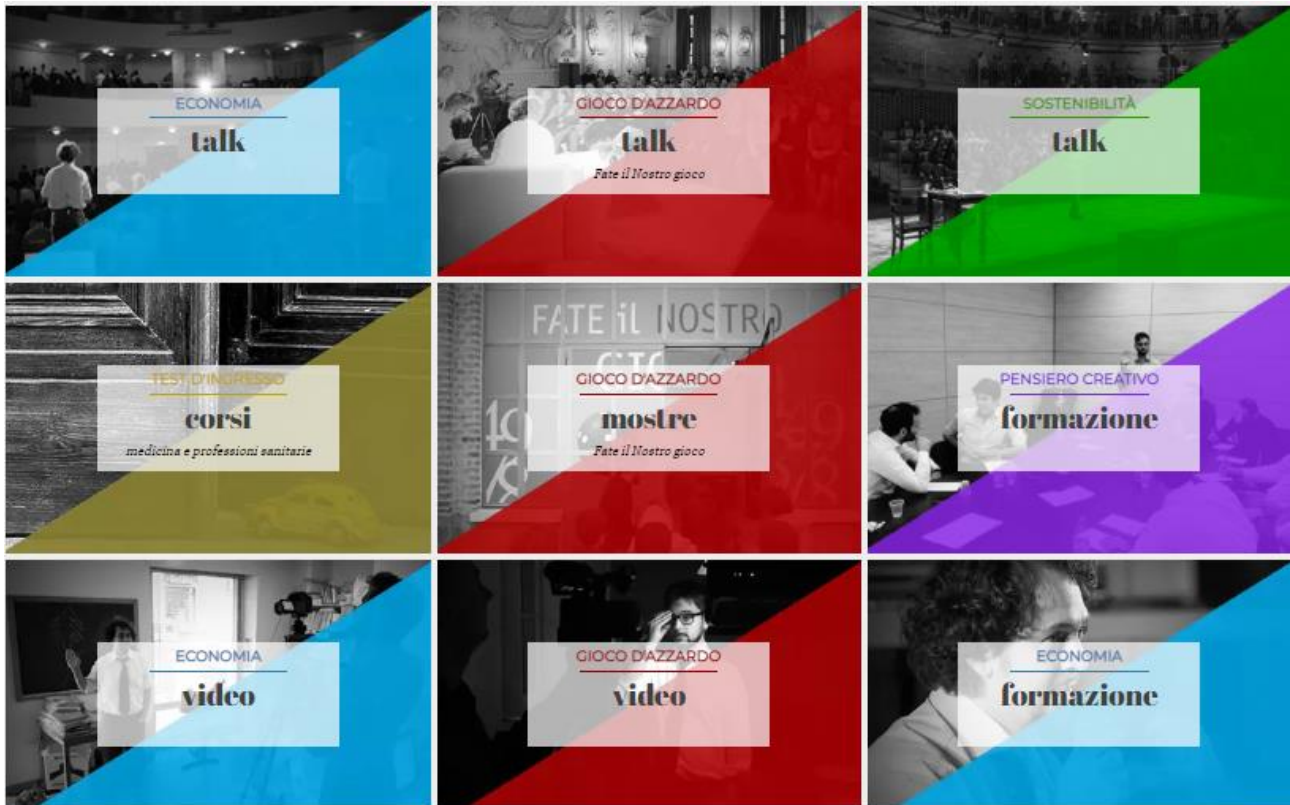 ECONOMIA
talk
GIOCO D'AZZARDO
talk
Fate il Nostro gioco
SOSTENIBILITÀ
talk
TEST D'INGRESSO
corsi
medicina e professioni sanitarie
FATE il NOSTRO
GIOCO D'AZZARDO
mostre
Fate il Nostro gioco
PENSIERO CREATIVO
formazione
ECONOMIA
video
GIOCO D'AZZARDO
video
ECONOMIA
formazione